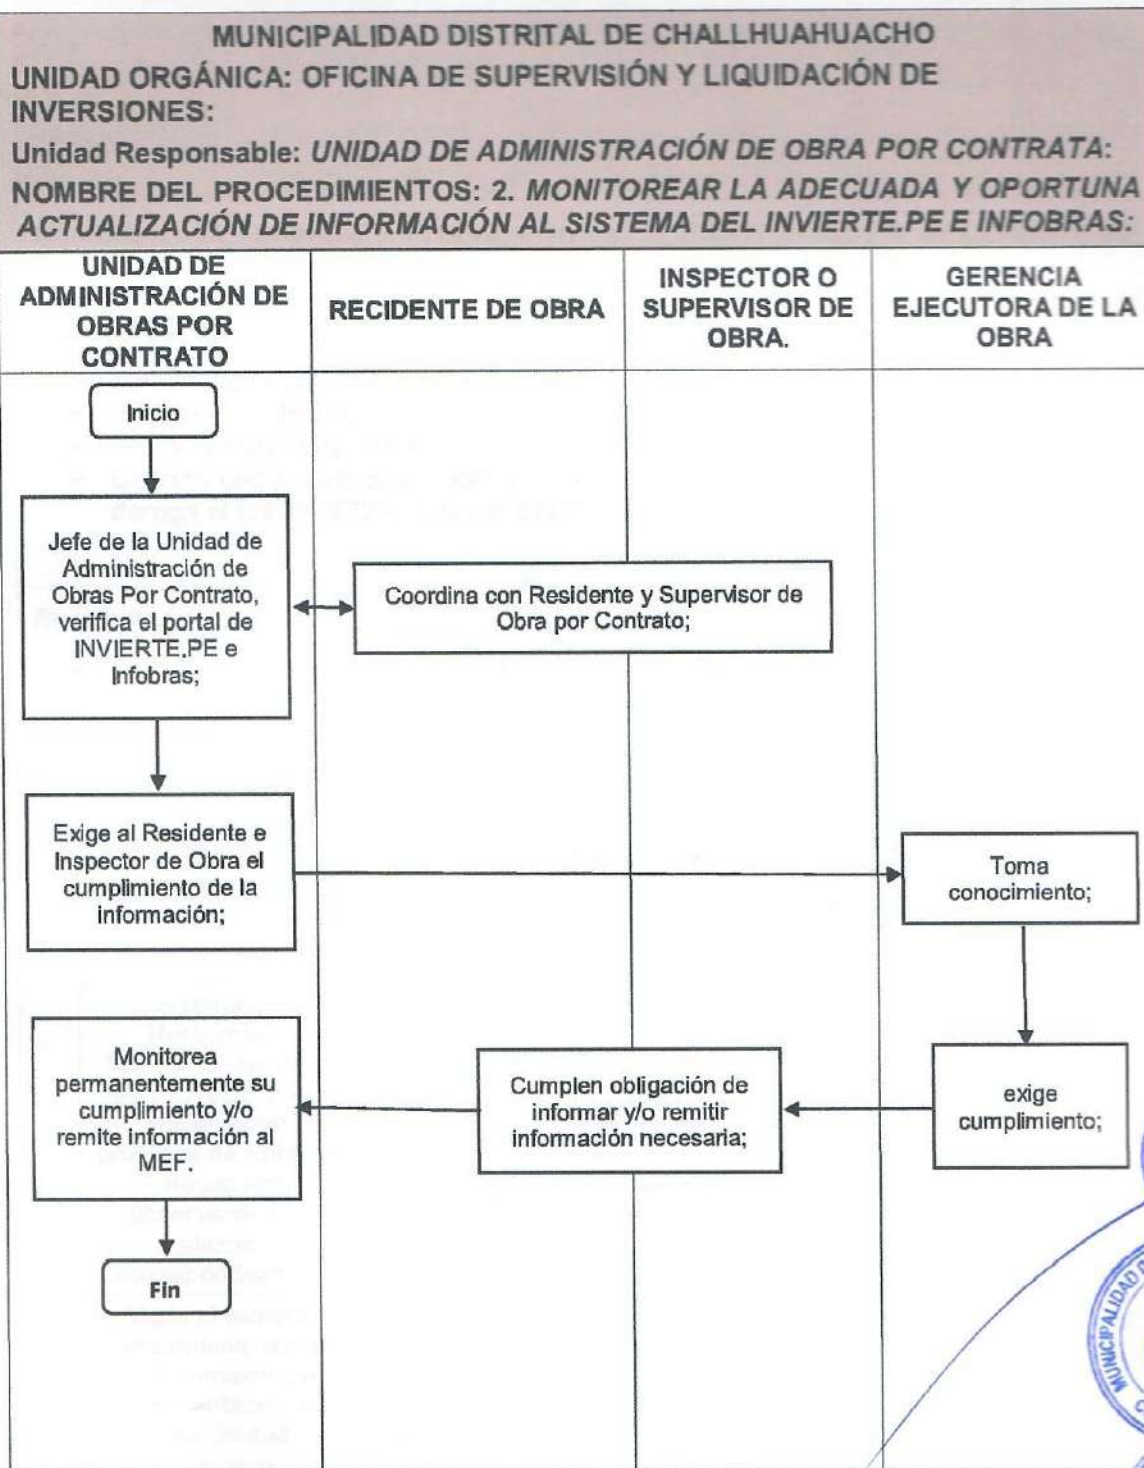 MUNICIPALIDAD DISTRITAL DE CHALLHUAHUACHO
UNIDAD ORGÁNICA: OFICINA DE SUPERVISIÓN Y LIQUIDACIÓN DE
INVERSIONES:
Unidad Responsable: UNIDAD DE ADMINISTRACIÓN DE OBRA POR CONTRATA:
NOMBRE DEL PROCEDIMIENTOS: 2. MONITOREAR LA ADECUADA Y OPORTUNA
ACTUALIZACIÓN DE INFORMACIÓN AL SISTEMA DEL INVIERTE.PE E INFOBRAS:
UNIDAD DE
ADMINISTRACIÓN DE
OBRAS POR
CONTRATO
RECIDENTE DE OBRA
INSPECTOR O
SUPERVISOR DE
OBRA.
GERENCIA
EJECUTORA DE LA
OBRA
Inicio
Jefe de la Unidad de
Administración de
Obras Por Contrato,
verifica el portal de
INVIERTE.PE e
Infobras;
Coordina con Residente y Supervisor de
Obra por Contrato;
Exige al Residente e
Inspector de Obra el
cumplimiento de la
información;
Toma
conocimiento;
Monitorea
permanentemente su
cumplimiento y/o
remite información al
MEF.
Cumplen obligación de
informar y/o remitir
información necesaria;
exige
cumplimiento;
Fin
MUNICIPALIDAD